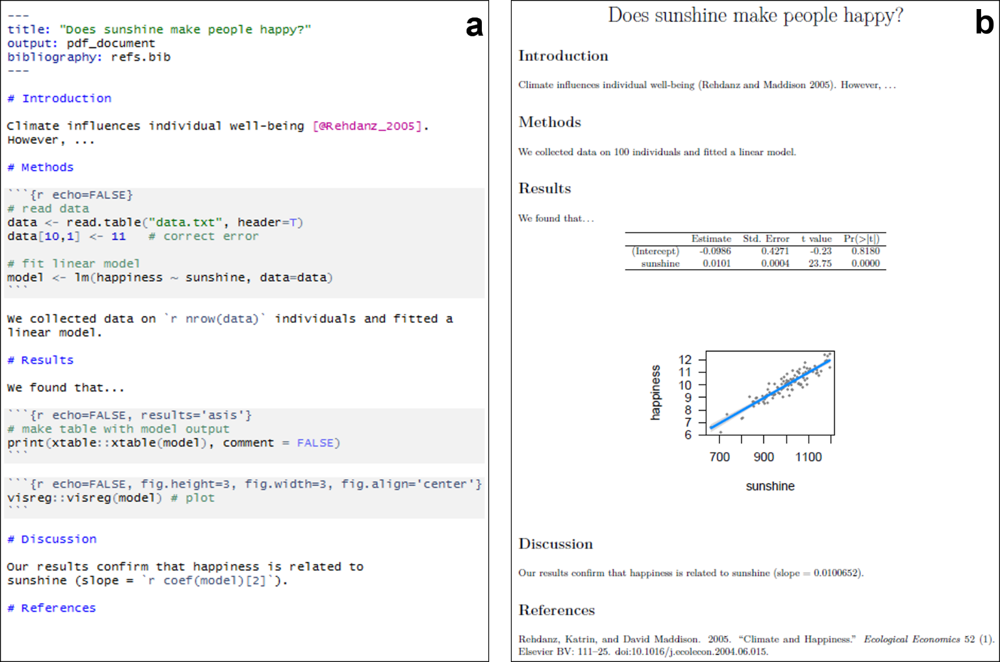 a
---
title: "Does sunshine make people happy?"
output: pdf_document
bibliography: refs.bib
---
# Introduction
Climate influences individual well-being [@Rehdanz_2005].
However, ...
# Methods
```{r echo=FALSE}
# read data
data <- read.table("data.txt", header=T)
data[10,1] <- 11   # correct error
# fit linear model
model <- lm(happiness ~ sunshine, data=data)
```
We collected data on `r nrow(data)` individuals and fitted a
linear model.
# Results
We found that...
```{r echo=FALSE, results='asis'}
# make table with model output
print(xtable::xtable(model), comment = FALSE)
```
```{r echo=FALSE, fig.height=3, fig.width=3, fig.align='center'}
visreg::visreg(model) # plot
```
# Discussion
Our results confirm that happiness is related to
sunshine (slope = `r coef(model)[2]`).
# References
b
Does sunshine make people happy?
Introduction
Climate influences individual well-being (Rehdanz and Maddison 2005). However, ...
Methods
We collected data on 100 individuals and fitted a linear model.
Results
We found that...
Estimate Std. Error t value Pr(>|t|)
(Intercept) -0.0986 0.4271 -0.23 0.8180
sunshine 0.0101 0.0004 23.75 0.0000
happiness
12
11
10
9
8
7
6
700 900 1100
sunshine
Discussion
Our results confirm that happiness is related to sunshine (slope = 0.0100652).
References
Rehdanz, Katrin, and David Maddison. 2005. “Climate and Happiness.” Ecological Economics 52 (1).
Elsevier BV: 111–25. doi:10.1016/j.ecolecon.2004.06.015.